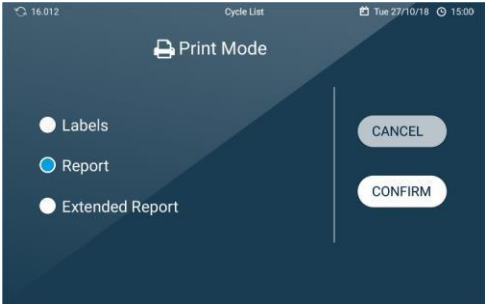 16.012 Cycle List Tue 27/10/18 15:00
Print Mode
Labels
Report
Extended Report
CANCEL
CONFIRM